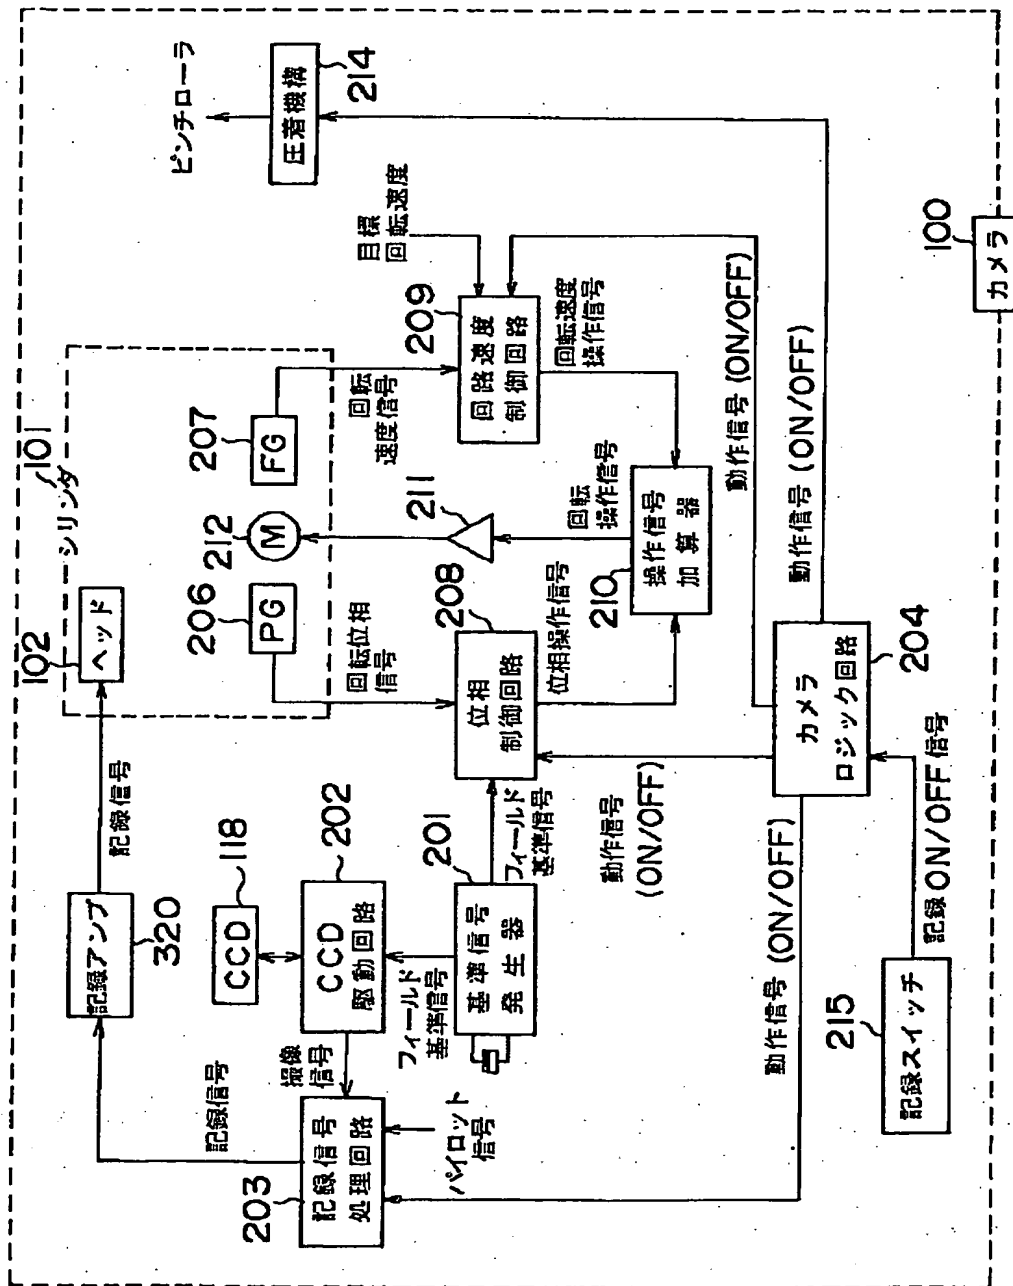 シリンダ
101
102
ヘッド
記録信号
記録アンプ
320
記録信号
206
PG
212
M
207
FG
ピンチローラ
圧着機構
214
回転位相
信号
回転
速度信号
目標
回転速度
118
CCD
202
CCD
駆動回路
撮像
信号
203
記録信号
処理回路
パイロット
信号
フィールド
基準信号
201
基準信号
発生器
フィールド
基準信号
208
位相
制御回路
211
209
回路速度
制御回路
位相操作信号
回転
操作信号
回転速度
操作信号
210
操作信号
加算器
動作信号
(ON/OFF)
動作信号 (ON/OFF)
動作信号 (ON/OFF)
動作信号 (ON/OFF)
カメラ
ロジック回路
204
記録 ON/OFF 信号
215
記録スイッチ
100
カメラ